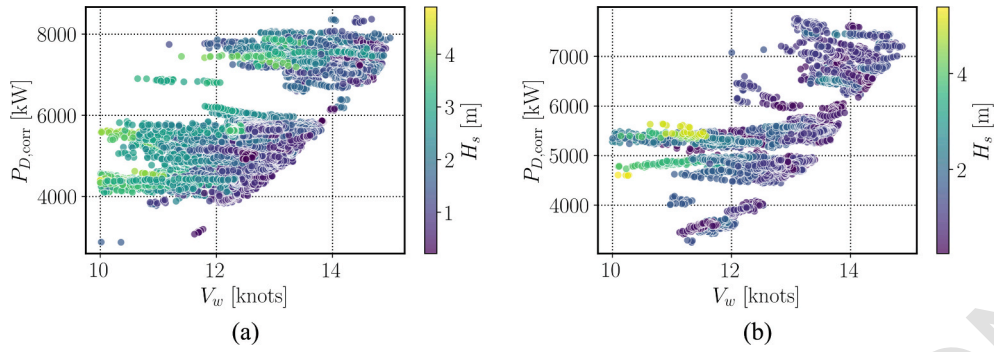 8000
6000
4000
P_{D,corr} [kW]
10
12
14
V_w [knots]
4
3
2
1
H_s [m]
(a)
7000
6000
5000
4000
P_{D,corr} [kW]
10
12
14
V_w [knots]
4
2
H_s [m]
(b)